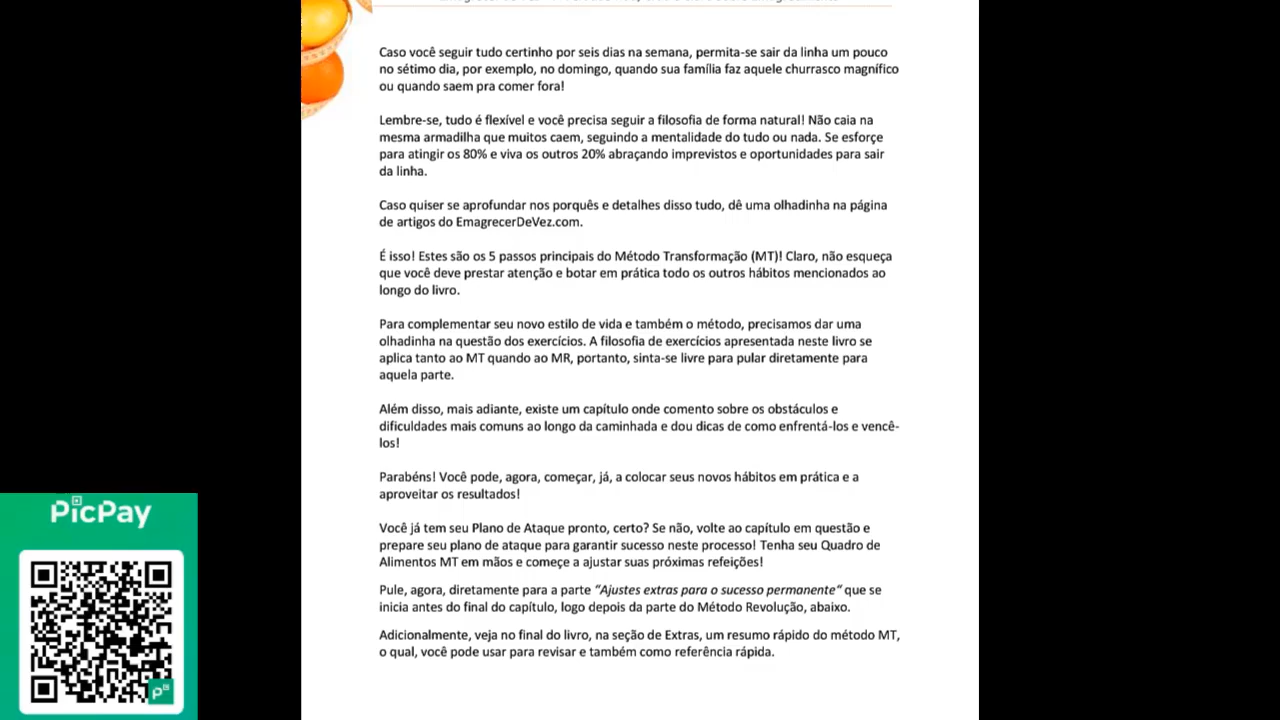 Caso você seguir tudo certinho por seis dias na semana, permita-se sair da linha um pouco
no sétimo dia, por exemplo, no domingo, quando sua família faz aquele churrasco magnífico
ou quando saem pra comer fora!
Lembre-se, tudo é flexível e você precisa seguir a filosofia de forma natural! Não caia na
mesma armadilha que muitos caem, seguindo a mentalidade do tudo ou nada. Se esforçe
para atingir os 80% e viva os outros 20% abraçando imprevistos e oportunidades para sair
da linha.
Caso quiser se aprofundar nos porquês e detalhes disso tudo, dê uma olhadinha na página
de artigos do EmagrecerDeVez.com.
É isso! Estes são os 5 passos principais do Método Transformação (MT)! Claro, não esqueça
que você deve prestar atenção e botar em prática todo os outros hábitos mencionados ao
longo do livro.
Para complementar seu novo estilo de vida e também o método, precisamos dar uma
olhadinha na questão dos exercícios. A filosofia de exercícios apresentada neste livro se
aplica tanto ao MT quando ao MR, portanto, sinta-se livre para pular diretamente para
aquela parte.
Além disso, mais adiante, existe um capítulo onde comento sobre os obstáculos e
dificuldades mais comuns ao longo da caminhada e dou dicas de como enfrentá-los e vencê-
los!
Parabéns! Você pode, agora, começar, já, a colocar seus novos hábitos em prática e a
aproveitar os resultados!
Você já tem seu Plano de Ataque pronto, certo? Se não, volte ao capítulo em questão e
prepare seu plano de ataque para garantir sucesso neste processo! Tenha seu Quadro de
Alimentos MT em mãos e começe a ajustar suas próximas refeições!
Pule, agora, diretamente para a parte “Ajustes extras para o sucesso permanente“ que se
inicia antes do final do capítulo, logo depois da parte do Método Revolução, abaixo.
Adicionalmente, veja no final do livro, na seção de Extras, um resumo rápido do método MT,
o qual, você pode usar para revisar e também como referência rápida.
PicPay